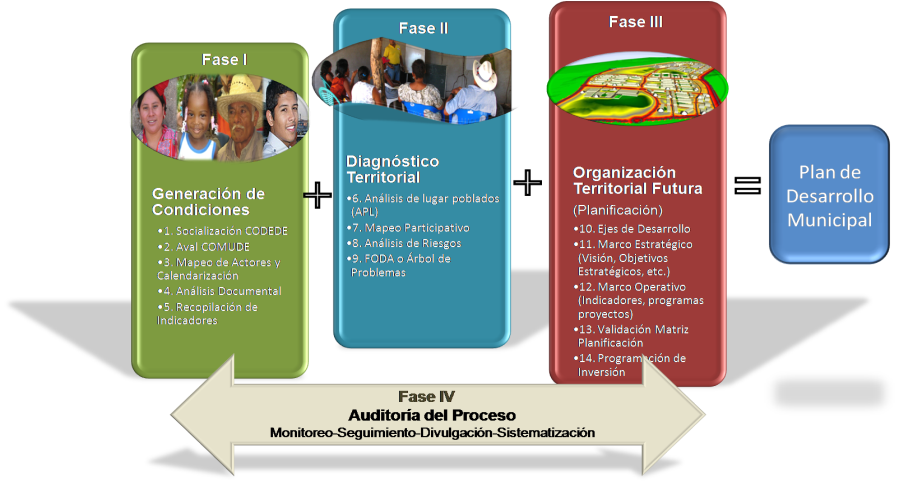 Fase I
Generación de
Condiciones
•1. Socialización CODEDE
•2. Aval COMUDE
•3. Mapeo de Actores y
Calendarización
•4. Análisis Documental
•5. Recopilación de
Indicadores
Fase II
Diagnóstico
Territorial
•6. Análisis de lugar poblados
(APL)
•7. Mapeo Participativo
•8. Análisis de Riesgos
•9. FODA o Árbol de
Problemas
Fase III
Organización
Territorial Futura
(Planificación)
•10. Ejes de Desarrollo
•11. Marco Estratégico
(Visión, Objetivos
Estratégicos, etc.)
•12. Marco Operativo
(Indicadores, programas
proyectos)
•13. Validación Matriz
Planificación
•14. Programación de
Inversión
Plan de
Desarrollo
Municipal
Fase IV
Auditoría del Proceso
Monitoreo-Seguimiento-Divulgación-Sistematización